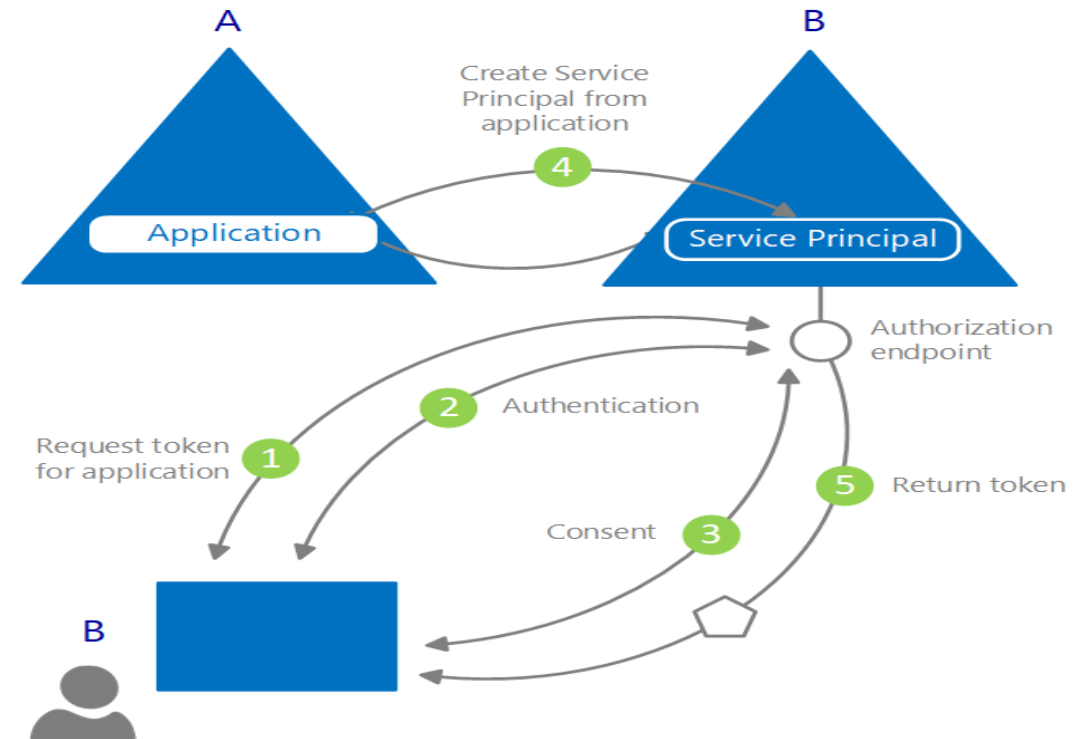 A
B
Create Service
Principal from
application
4
Application
Service Principal
Authorization
endpoint
2
Authentication
Request token
for application
1
5
Return token
Consent
3
B